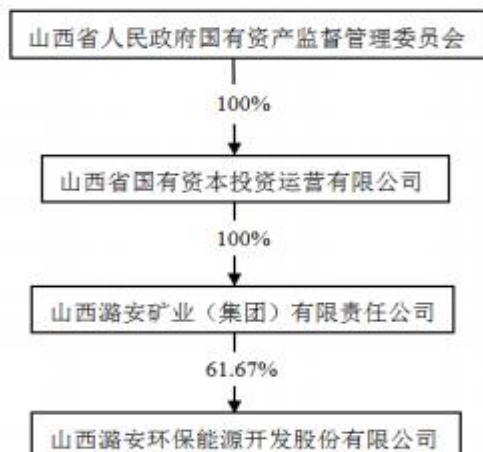 山西省人民政府国有资产监督管理委员会
100%
山西省国有资本投资运营有限公司
100%
山西潞安矿业（集团）有限责任公司
61.67%
山西潞安环保能源开发股份有限公司